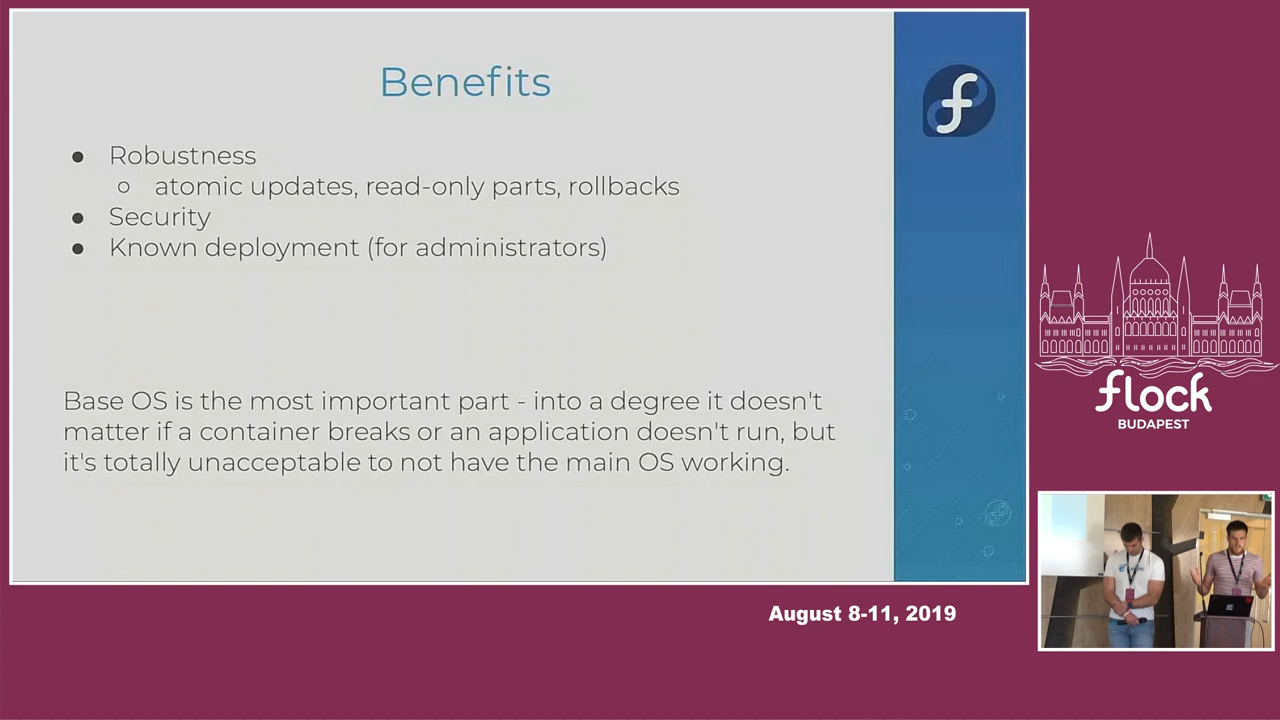 Benefits
● Robustness
○ atomic updates, read-only parts, rollbacks
● Security
● Known deployment (for administrators)
Base OS is the most important part - into a degree it doesn't
matter if a container breaks or an application doesn't run, but
it's totally unacceptable to not have the main OS working.
flock
BUDAPEST
August 8-11, 2019